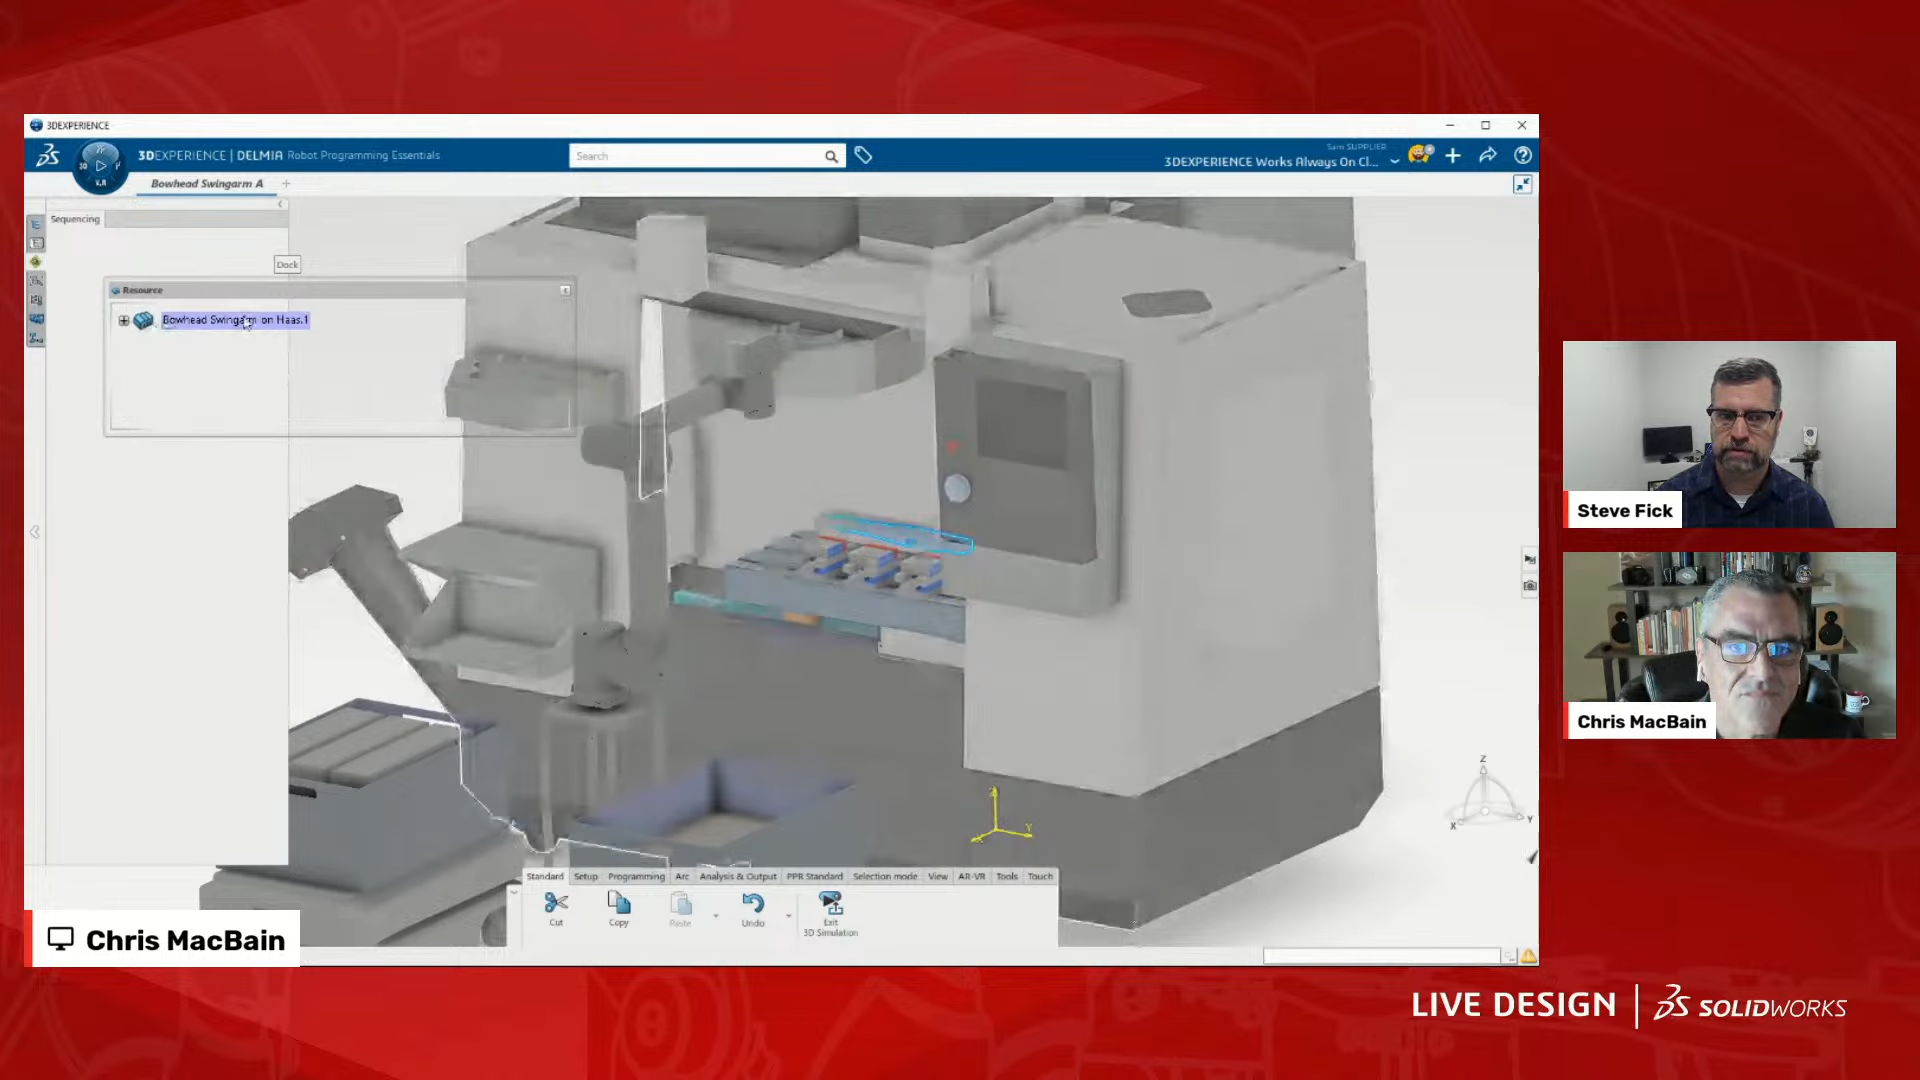 3DEXPERIENCE
3DEXPERIENCE | DELMIA Robot Programming Essentials
Search
Sam SUPPLIER
3DEXPERIENCE Works Always On Cl...
Bowhead Swingarm A
Sequencing
Dock
Resource
Bowhead Swingarm on Haas.1
Steve Fick
Chris MacBain
Z
X
Y
Z
Y
Standard
Setup
Programming
Arc
Analysis & Output
PPR Standard
Selection mode
View
AR-VR
Tools
Touch
Cut
Copy
Paste
Undo
Exit
3D Simulation
Chris MacBain
LIVE DESIGN | SOLIDWORKS